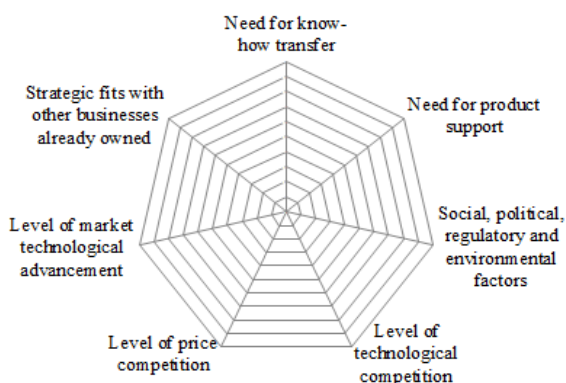 Need for know-
how transfer
Strategic fits with
other businesses
already owned
Need for product
support
Level of market
technological
advancement
Social, political,
regulatory and
environmental
factors
Level of price
competition
Level of
technological
competition